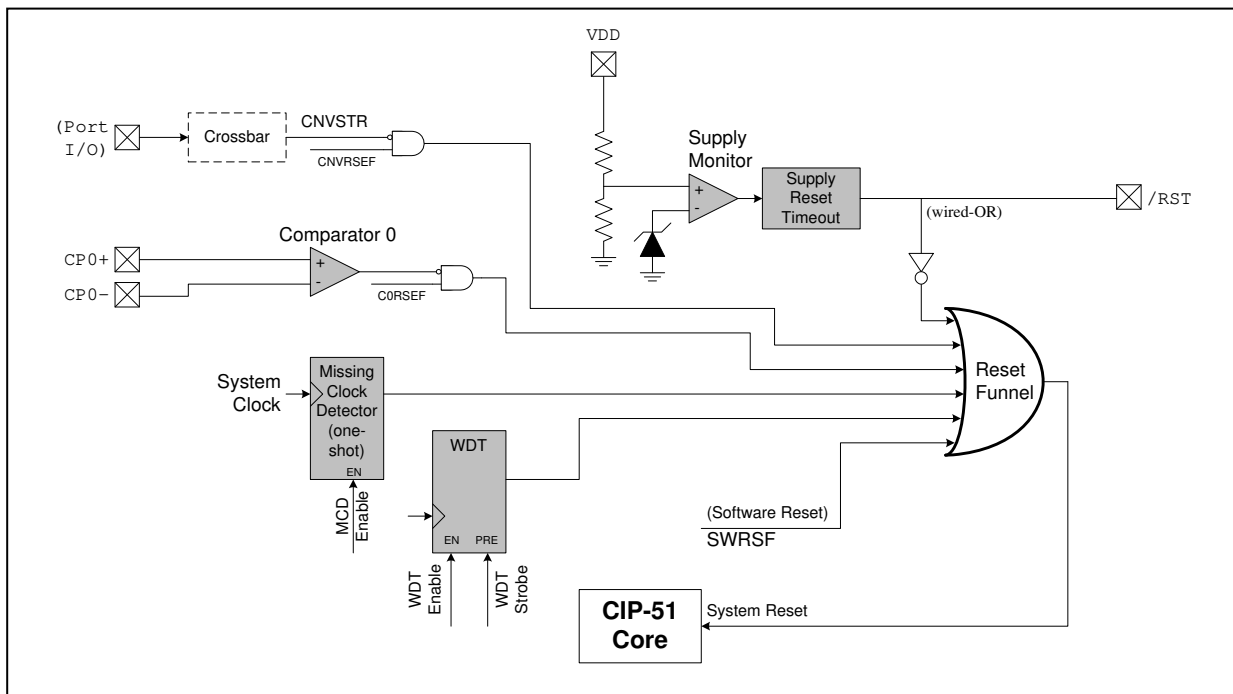 VDD
(Port
I/O)
Crossbar
CNVSTR
CNVRSEF
Supply
Monitor
+
-
Supply
Reset
Timeout
(wired-OR)
/RST
Comparator 0
CP0+
CP0-
+
-
C0RSEF
Reset
Funnel
System
Clock
Missing
Clock
Detector
(one-
shot)
EN
MCD
Enable
WDT
EN PRE
WDT
Enable
WDT
Strobe
(Software Reset)
SWRSF
CIP-51
Core
System Reset